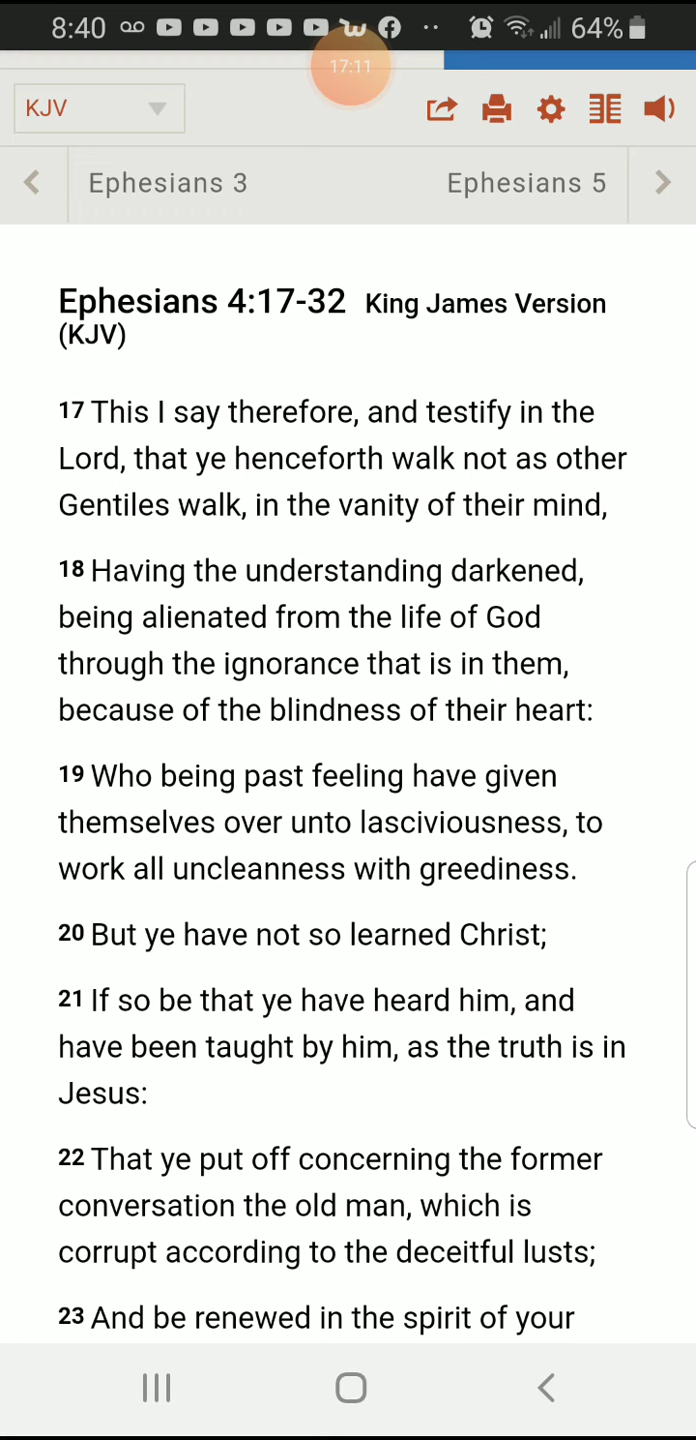 8:40 64%
17:11
KJV
Ephesians 3 Ephesians 5
Ephesians 4:17-32 King James Version
(KJV)
17 This I say therefore, and testify in the
Lord, that ye henceforth walk not as other
Gentiles walk, in the vanity of their mind,
18 Having the understanding darkened,
being alienated from the life of God
through the ignorance that is in them,
because of the blindness of their heart:
19 Who being past feeling have given
themselves over unto lasciviousness, to
work all uncleanness with greediness.
20 But ye have not so learned Christ;
21 If so be that ye have heard him, and
have been taught by him, as the truth is in
Jesus:
22 That ye put off concerning the former
conversation the old man, which is
corrupt according to the deceitful lusts;
23 And be renewed in the spirit of your